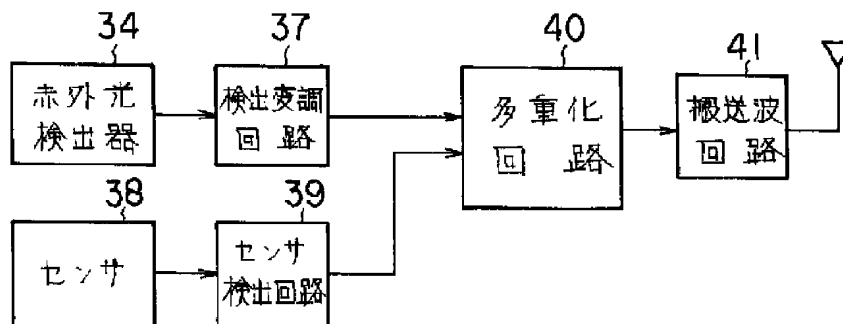 34
赤外光
検出器
37
検出変調
回路
40
多重化
回路
41
搬送波
回路
38
センサ
39
センサ
検出回路